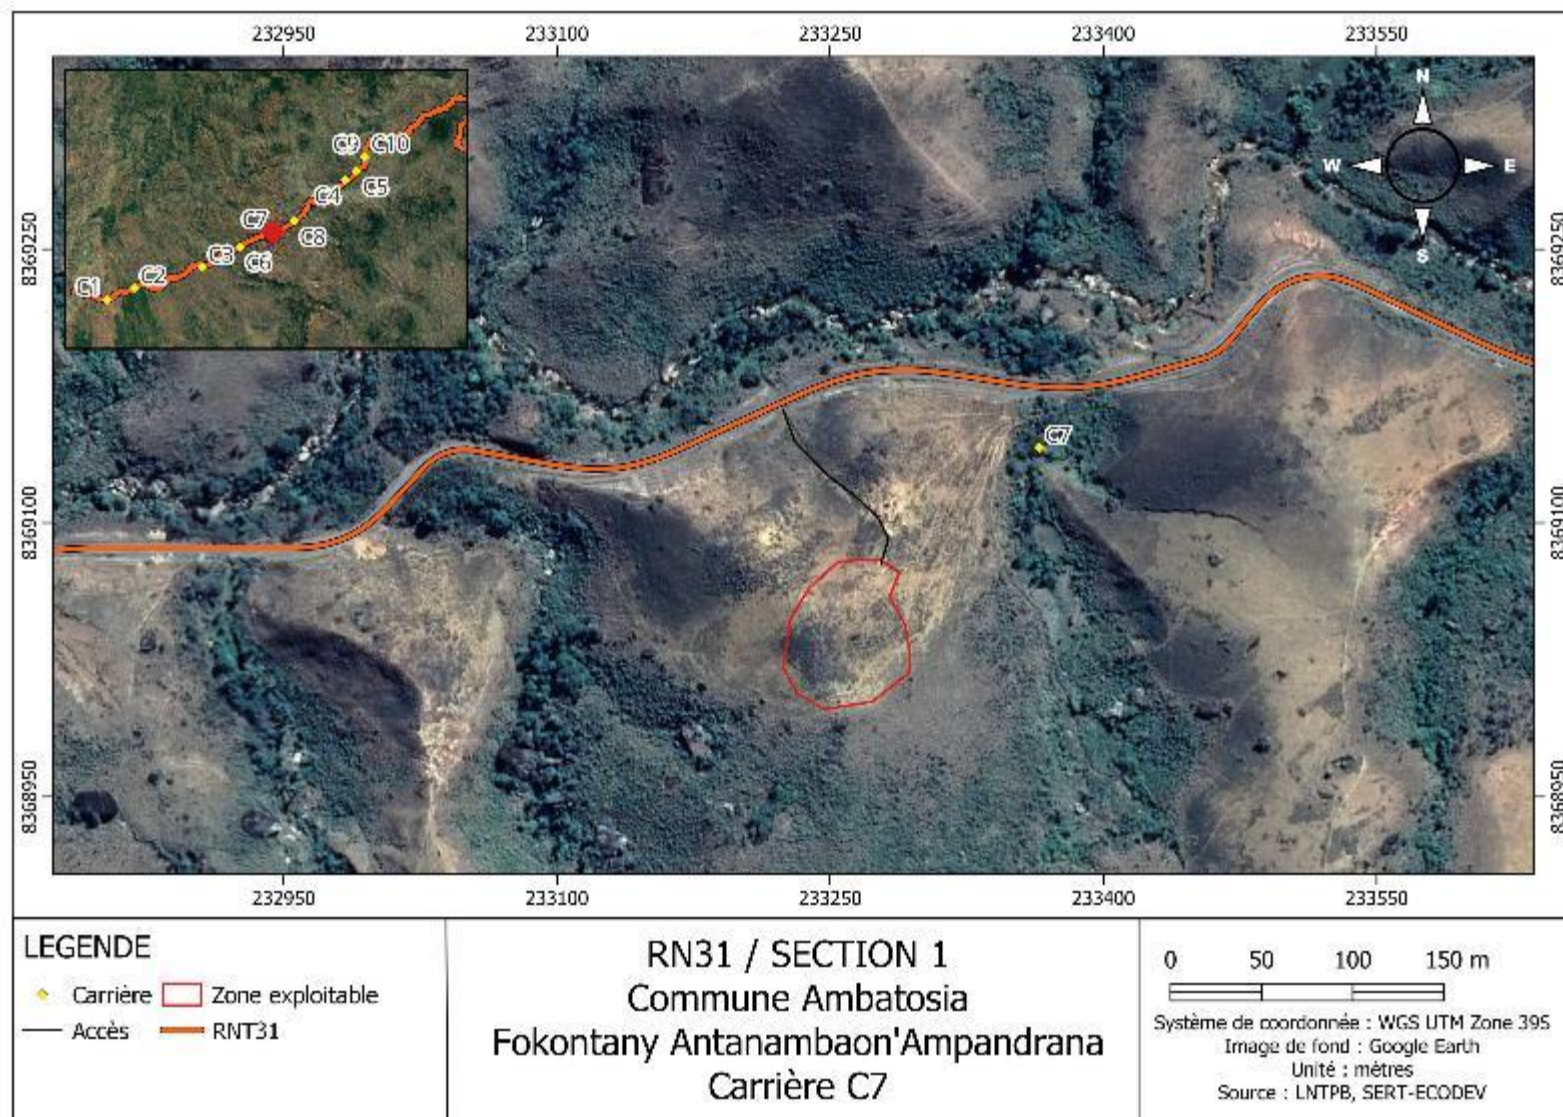 232950 233100 233250 233400 233550
N
W E
S
C9 C10
C5
C4
C7
C8
C3
C6
C2
C1
8369250 8369250
C7
8369100 8369100
8368950 8368950
232950 233100 233250 233400 233550
LEGENDE
Carrière Zone exploitable
Accès RNT31
RN31 / SECTION 1
Commune Ambatosia
Fokontany Antanambaon'Ampandrana
Carrière C7
0 50 100 150 m
Système de coordonnée : WGS UTM Zone 39S
Image de fond : Google Earth
Unité : mètres
Source : LNTPB, SERT-ECODEV